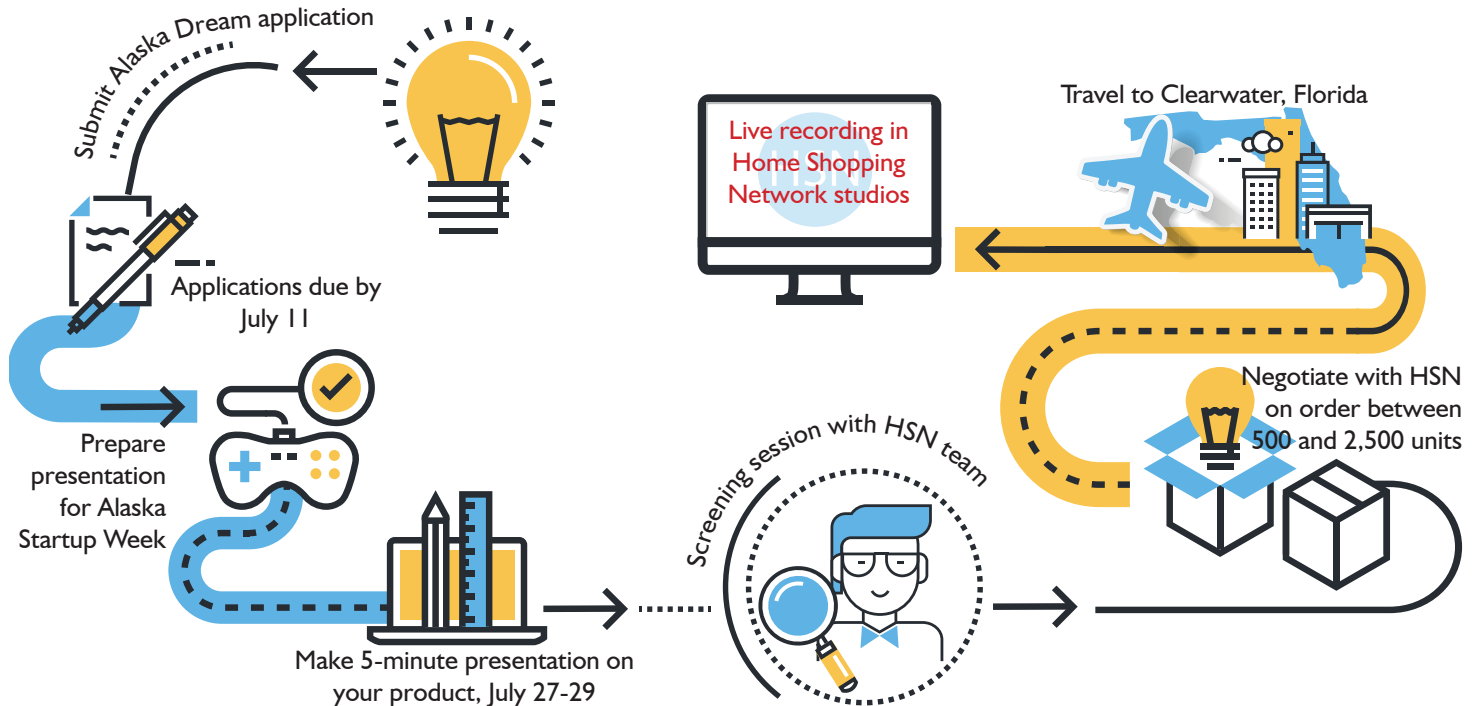 Submit Alaska Dream application
Applications due by
July 11
Prepare
presentation
for Alaska
Startup Week
Make 5-minute presentation on
your product, July 27-29
Screening session with HSN team
Negotiate with HSN
on order between
500 and 2,500 units
Travel to Clearwater, Florida
HSN
Live recording in
Home Shopping
Network studios